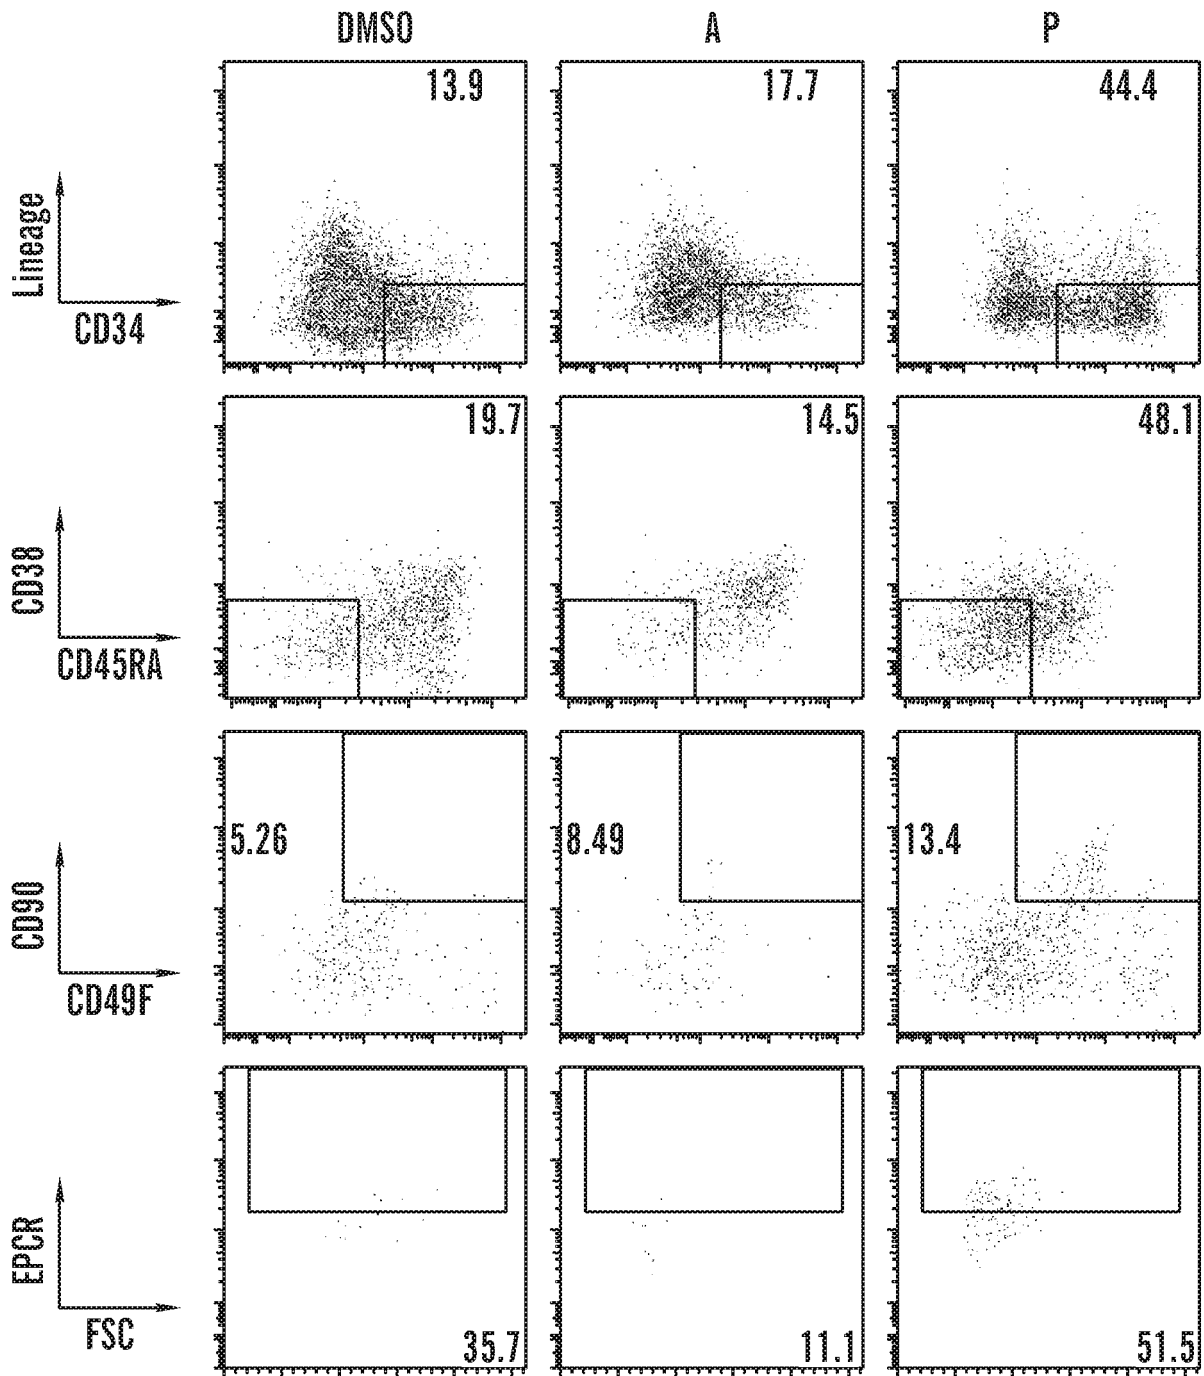 DMSO A P
13.9 17.7 44.4
Lineage
CD34
19.7 14.5 48.1
CD38
CD45RA
5.26 8.49 13.4
CD90
CD49F
EPCR
FSC
35.7 11.1 51.5